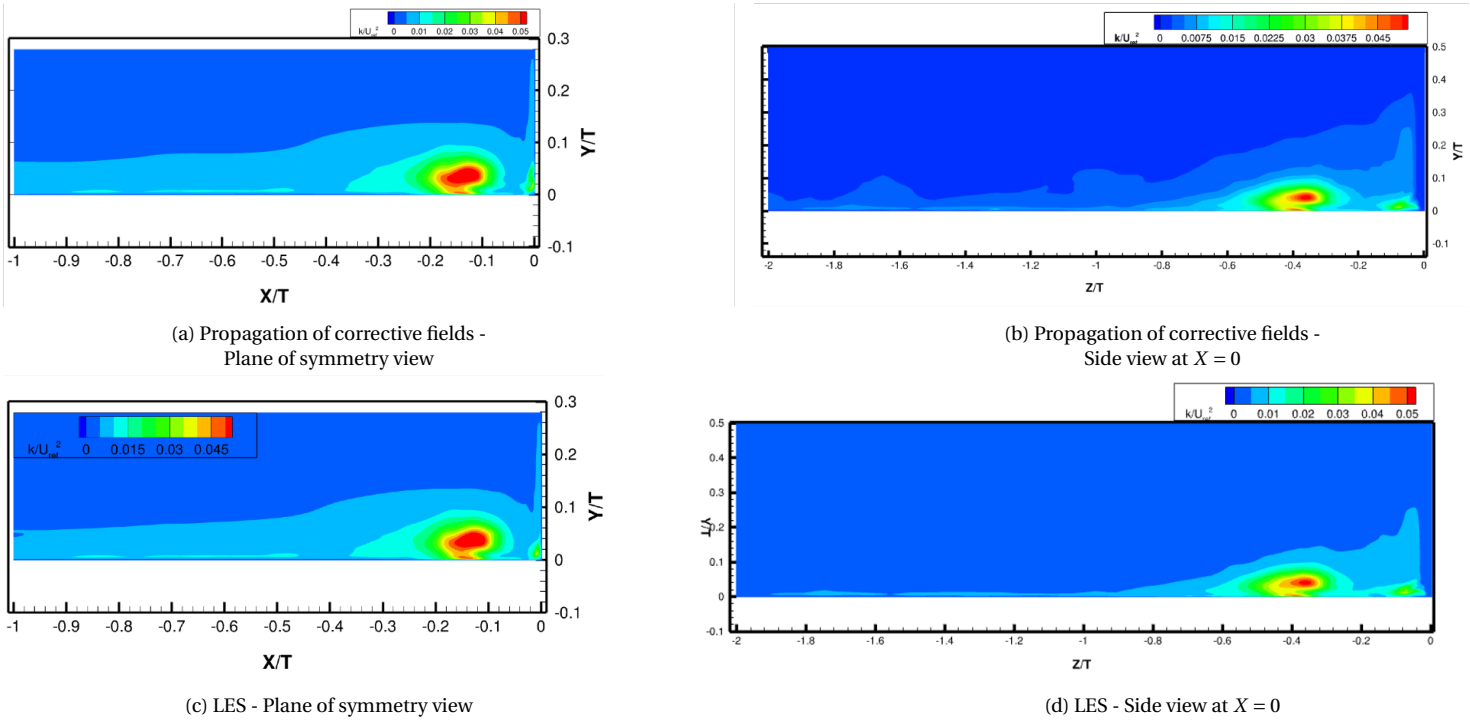 k/U_ref^2 0 0.01 0.02 0.03 0.04 0.05
0.3
0.2
0.1
0
-0.1
Y/T
-1 -0.9 -0.8 -0.7 -0.6 -0.5 -0.4 -0.3 -0.2 -0.1 0
X/T
(a) Propagation of corrective fields -
Plane of symmetry view
k/U_ref^2 0 0.0075 0.015 0.0225 0.03 0.0375 0.045
0.5
0.4
0.3
0.2
0.1
0
-0.1
Y/T
-2 -1.8 -1.6 -1.4 -1.2 -1 -0.8 -0.6 -0.4 -0.2 0
Z/T
(b) Propagation of corrective fields -
Side view at X = 0
k/U_ref^2 0 0.015 0.03 0.045
0.3
0.2
0.1
0
-0.1
Y/T
-1 -0.9 -0.8 -0.7 -0.6 -0.5 -0.4 -0.3 -0.2 -0.1 0
X/T
(c) LES - Plane of symmetry view
k/U_ref^2 0 0.01 0.02 0.03 0.04 0.05
0.5
0.4
0.3
0.2
0.1
0
-0.1
Y/T
-2 -1.8 -1.6 -1.4 -1.2 -1 -0.8 -0.6 -0.4 -0.2 0
Z/T
(d) LES - Side view at X = 0